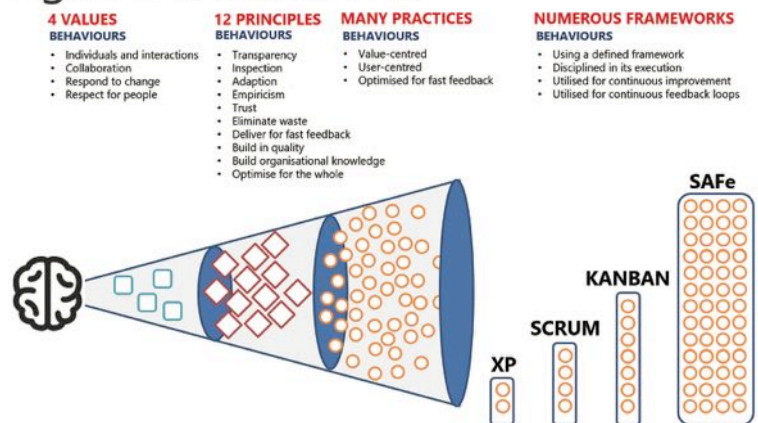 4 VALUES
BEHAVIOURS
• Individuals and interactions
• Collaboration
• Respond to change
• Respect for people
12 PRINCIPLES
BEHAVIOURS
• Transparency
• Inspection
• Adaption
• Empiricism
• Trust
• Eliminate waste
• Deliver for fast feedback
• Build in quality
• Build organisational knowledge
• Optimise for the whole
MANY PRACTICES
BEHAVIOURS
• Value-centred
• User-centred
• Optimised for fast feedback
NUMEROUS FRAMEWORKS
BEHAVIOURS
• Using a defined framework
• Disciplined in its execution
• Utilised for continuous improvement
• Utilised for continuous feedback loops
SAFe
KANBAN
SCRUM
XP